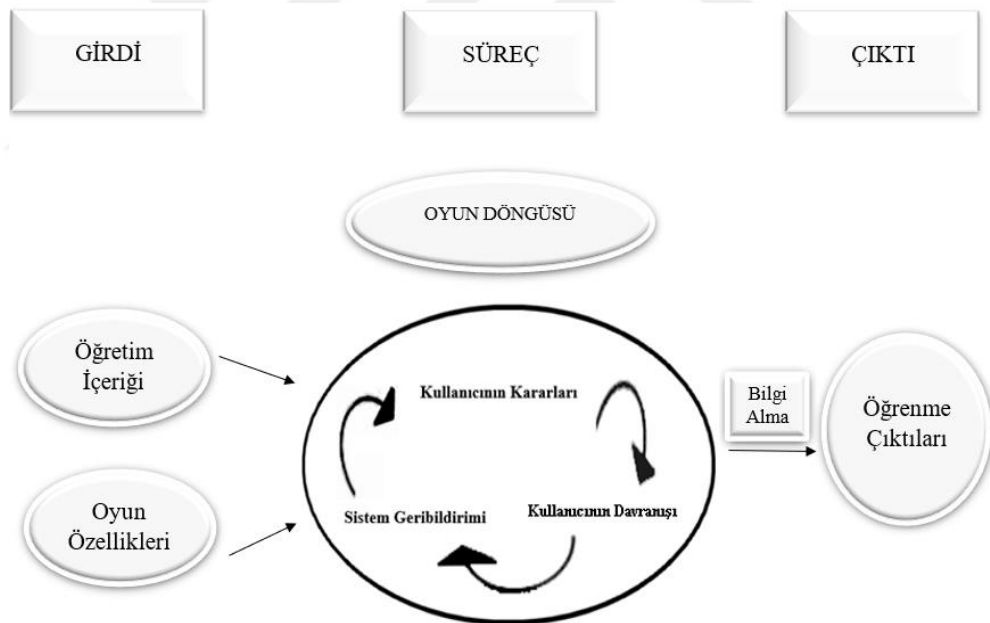 GİRDİ
SÜREÇ
ÇIKTI
OYUN DÖNGÜSÜ
Öğretim
İçeriği
Oyun
Özellikleri
Kullanıcının Kararları
Kullanıcının Davranışı
Sistem Geribildirimi
Bilgi
Alma
Öğrenme
Çıktıları